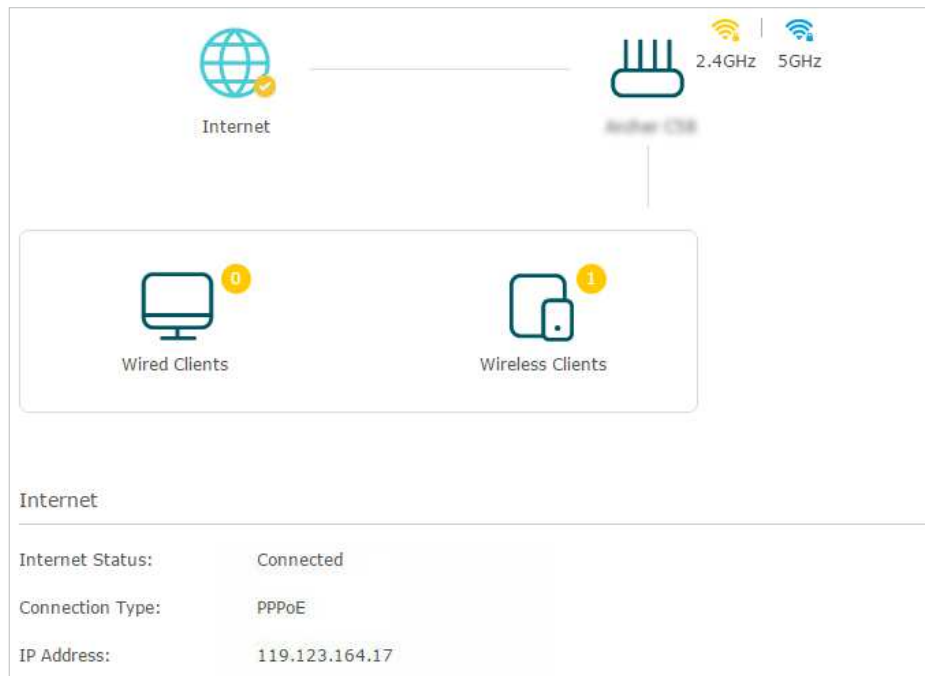 2.4GHz 5GHz
Internet
0
1
Wired Clients
Wireless Clients
Internet
Internet Status: Connected
Connection Type: PPPoE
IP Address: 119.123.164.17